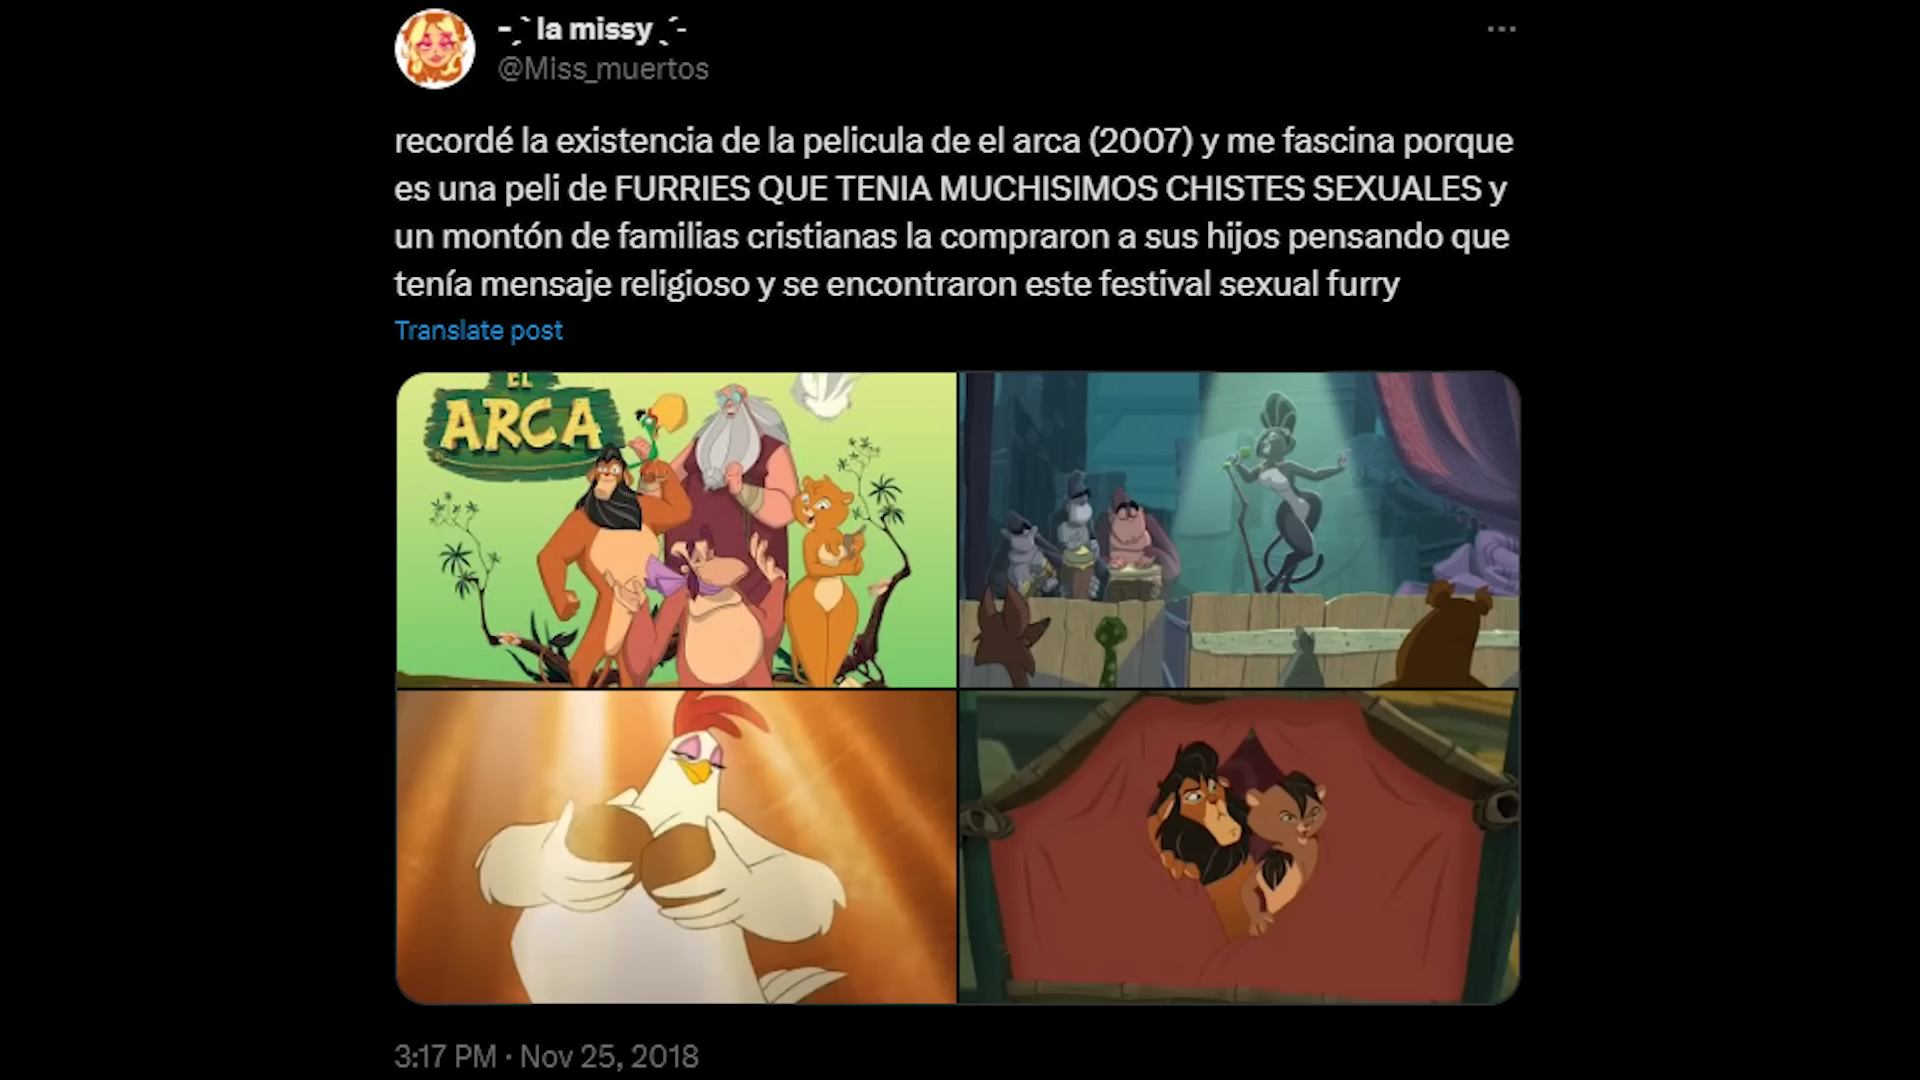 -ˏ` la missy ˎ´-
@Miss_muertos
recordé la existencia de la pelicula de el arca (2007) y me fascina porque
es una peli de FURRIES QUE TENIA MUCHISIMOS CHISTES SEXUALES y
un montón de familias cristianas la compraron a sus hijos pensando que
tenía mensaje religioso y se encontraron este festival sexual furry
Translate post
EL
ARCA
3:17 PM · Nov 25, 2018